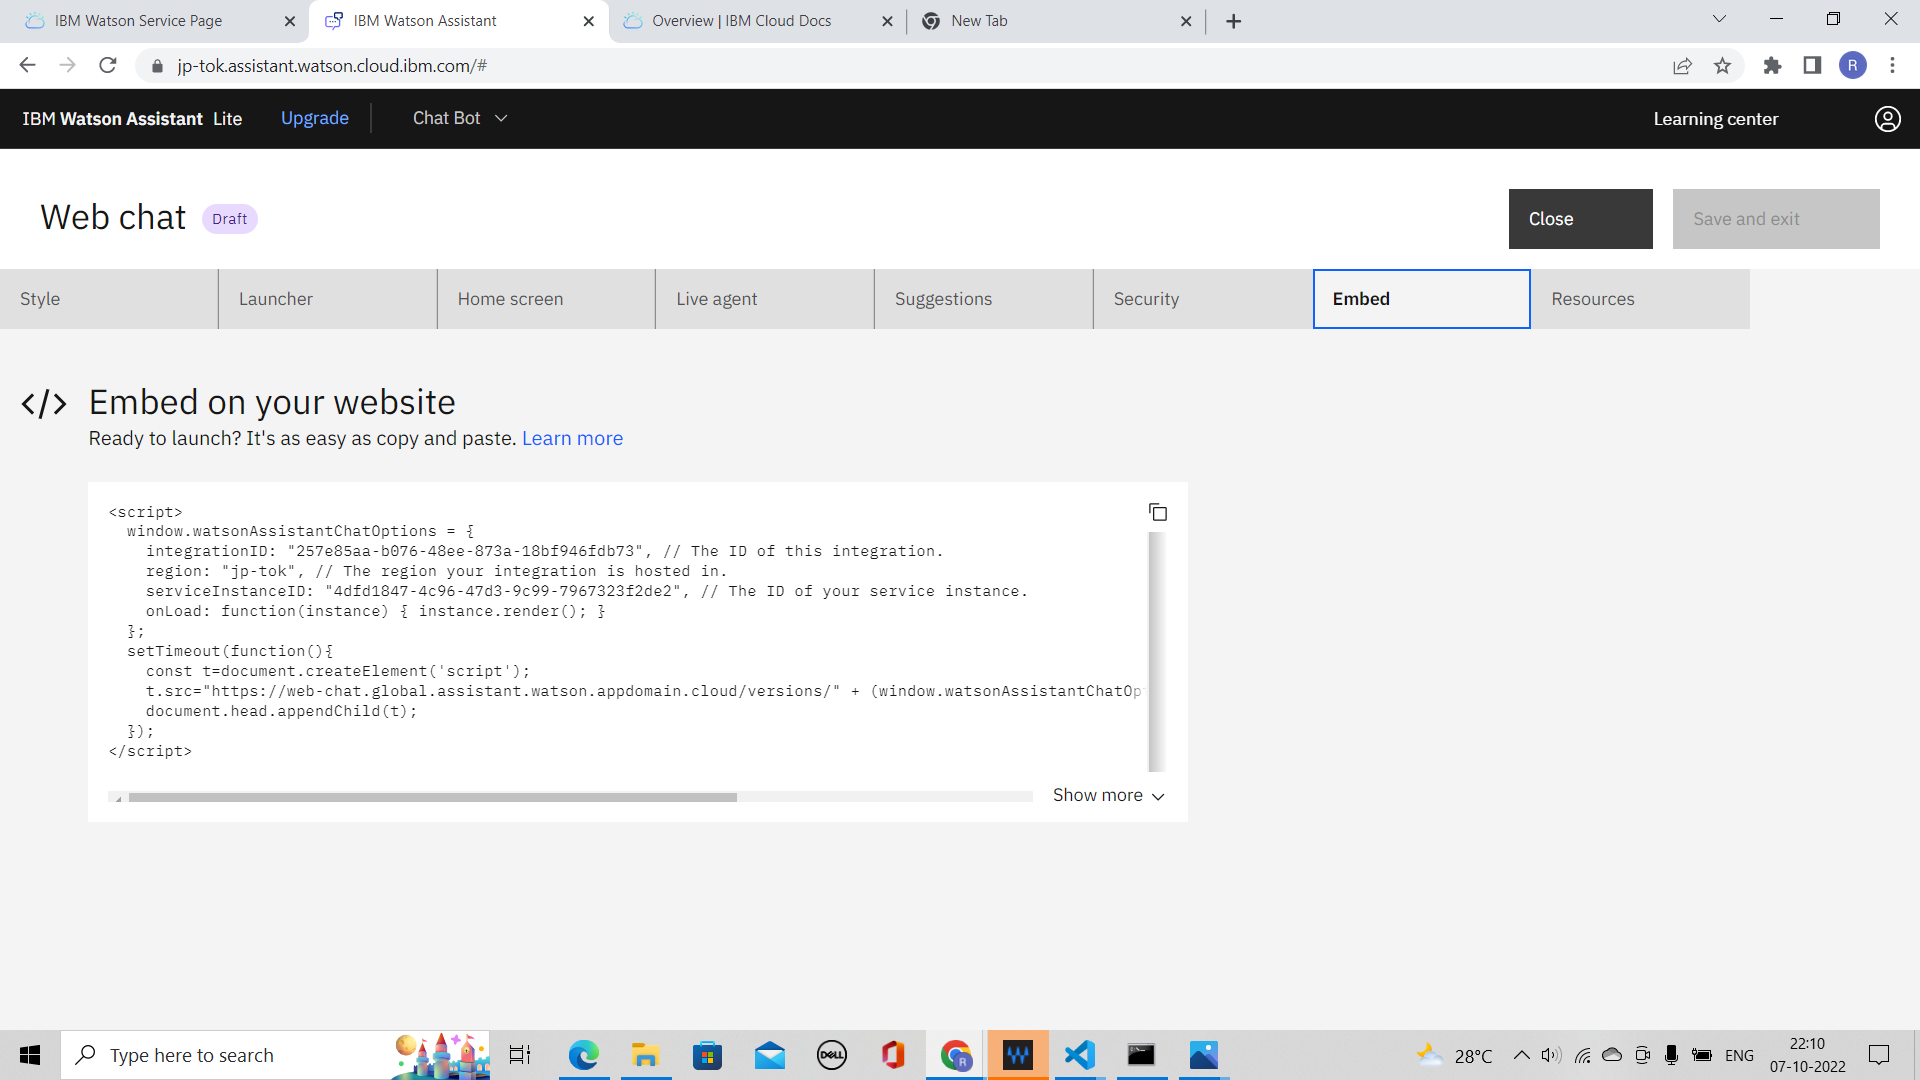 IBM Watson Service Page
IBM Watson Assistant
Overview | IBM Cloud Docs
New Tab
jp-tok.assistant.watson.cloud.ibm.com/#
R
IBM Watson Assistant Lite
Upgrade
Chat Bot
Learning center
Web chat
Draft
Close
Save and exit
Style
Launcher
Home screen
Live agent
Suggestions
Security
Embed
Resources
</> Embed on your website
Ready to launch? It's as easy as copy and paste. Learn more
<script>
window.watsonAssistantChatOptions = {
integrationID: "257e85aa-b076-48ee-873a-18bf946fdb73", // The ID of this integration.
region: "jp-tok", // The region your integration is hosted in.
serviceInstanceID: "4dfd1847-4c96-47d3-9c99-7967323f2de2", // The ID of your service instance.
onLoad: function(instance) { instance.render(); }
};
setTimeout(function(){
const t=document.createElement('script');
t.src="https://web-chat.global.assistant.watson.appdomain.cloud/versions/" + (window.watsonAssistantChatOp
document.head.appendChild(t);
});
</script>
Show more
Type here to search
DELL
R
28°C
ENG
22:10
07-10-2022